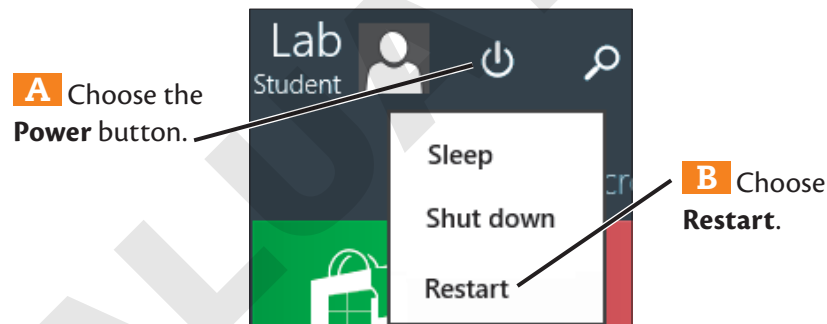 Lab
Student
A Choose the
Power button.
Sleep
Shut down
Restart
B Choose
Restart.